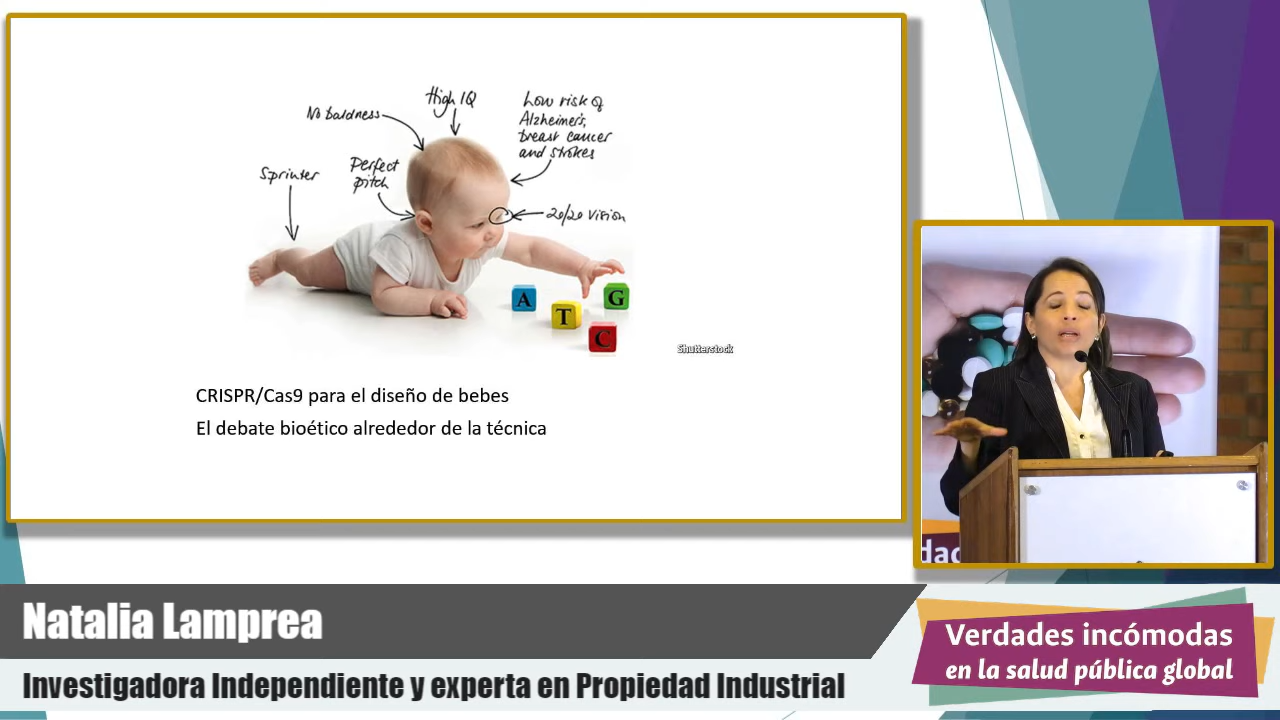 No baldness
High IQ
Low risk of
Alzheimer's,
breast cancer
and strokes
Sprinter
Perfect
pitch
20/20 vision
A
T
G
C
Shutterstock
CRISPR/Cas9 para el diseño de bebes
El debate bioético alrededor de la técnica
dad
Natalia Lamprea
Investigadora Independiente y experta en Propiedad Industrial
Verdades incómodas
en la salud pública global